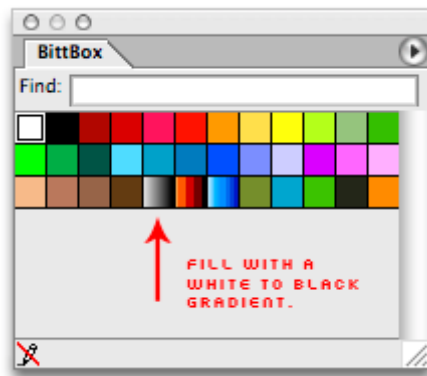 BittBox
Find:
FILL WITH A
WHITE TO BLACK
GRADIENT.